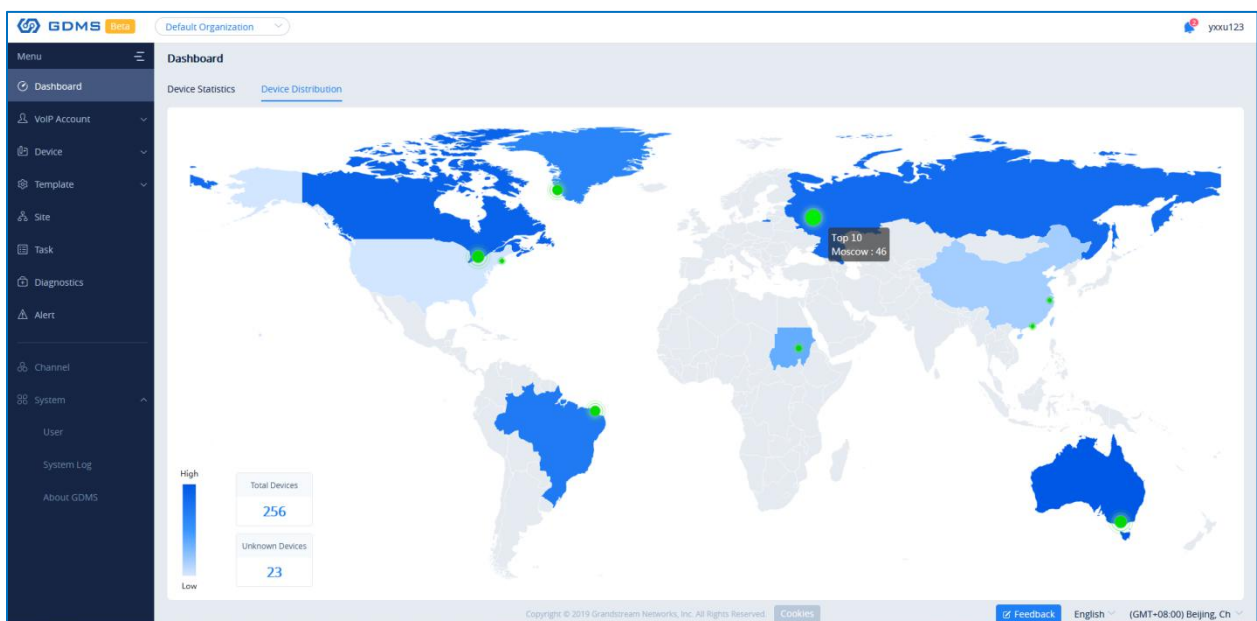 GDMS Beta
Default Organization
yxxu123
Menu
Dashboard
VoIP Account
Device
Template
Site
Task
Diagnostics
Alert
Channel
System
User
System Log
About GDMS
Dashboard
Device Statistics Device Distribution
Top 10
Moscow : 46
High
Low
Total Devices
256
Unknown Devices
23
Copyright © 2019 Grandstream Networks, Inc. All Rights Reserved. Cookies
Feedback English (GMT+08:00) Beijing, Ch